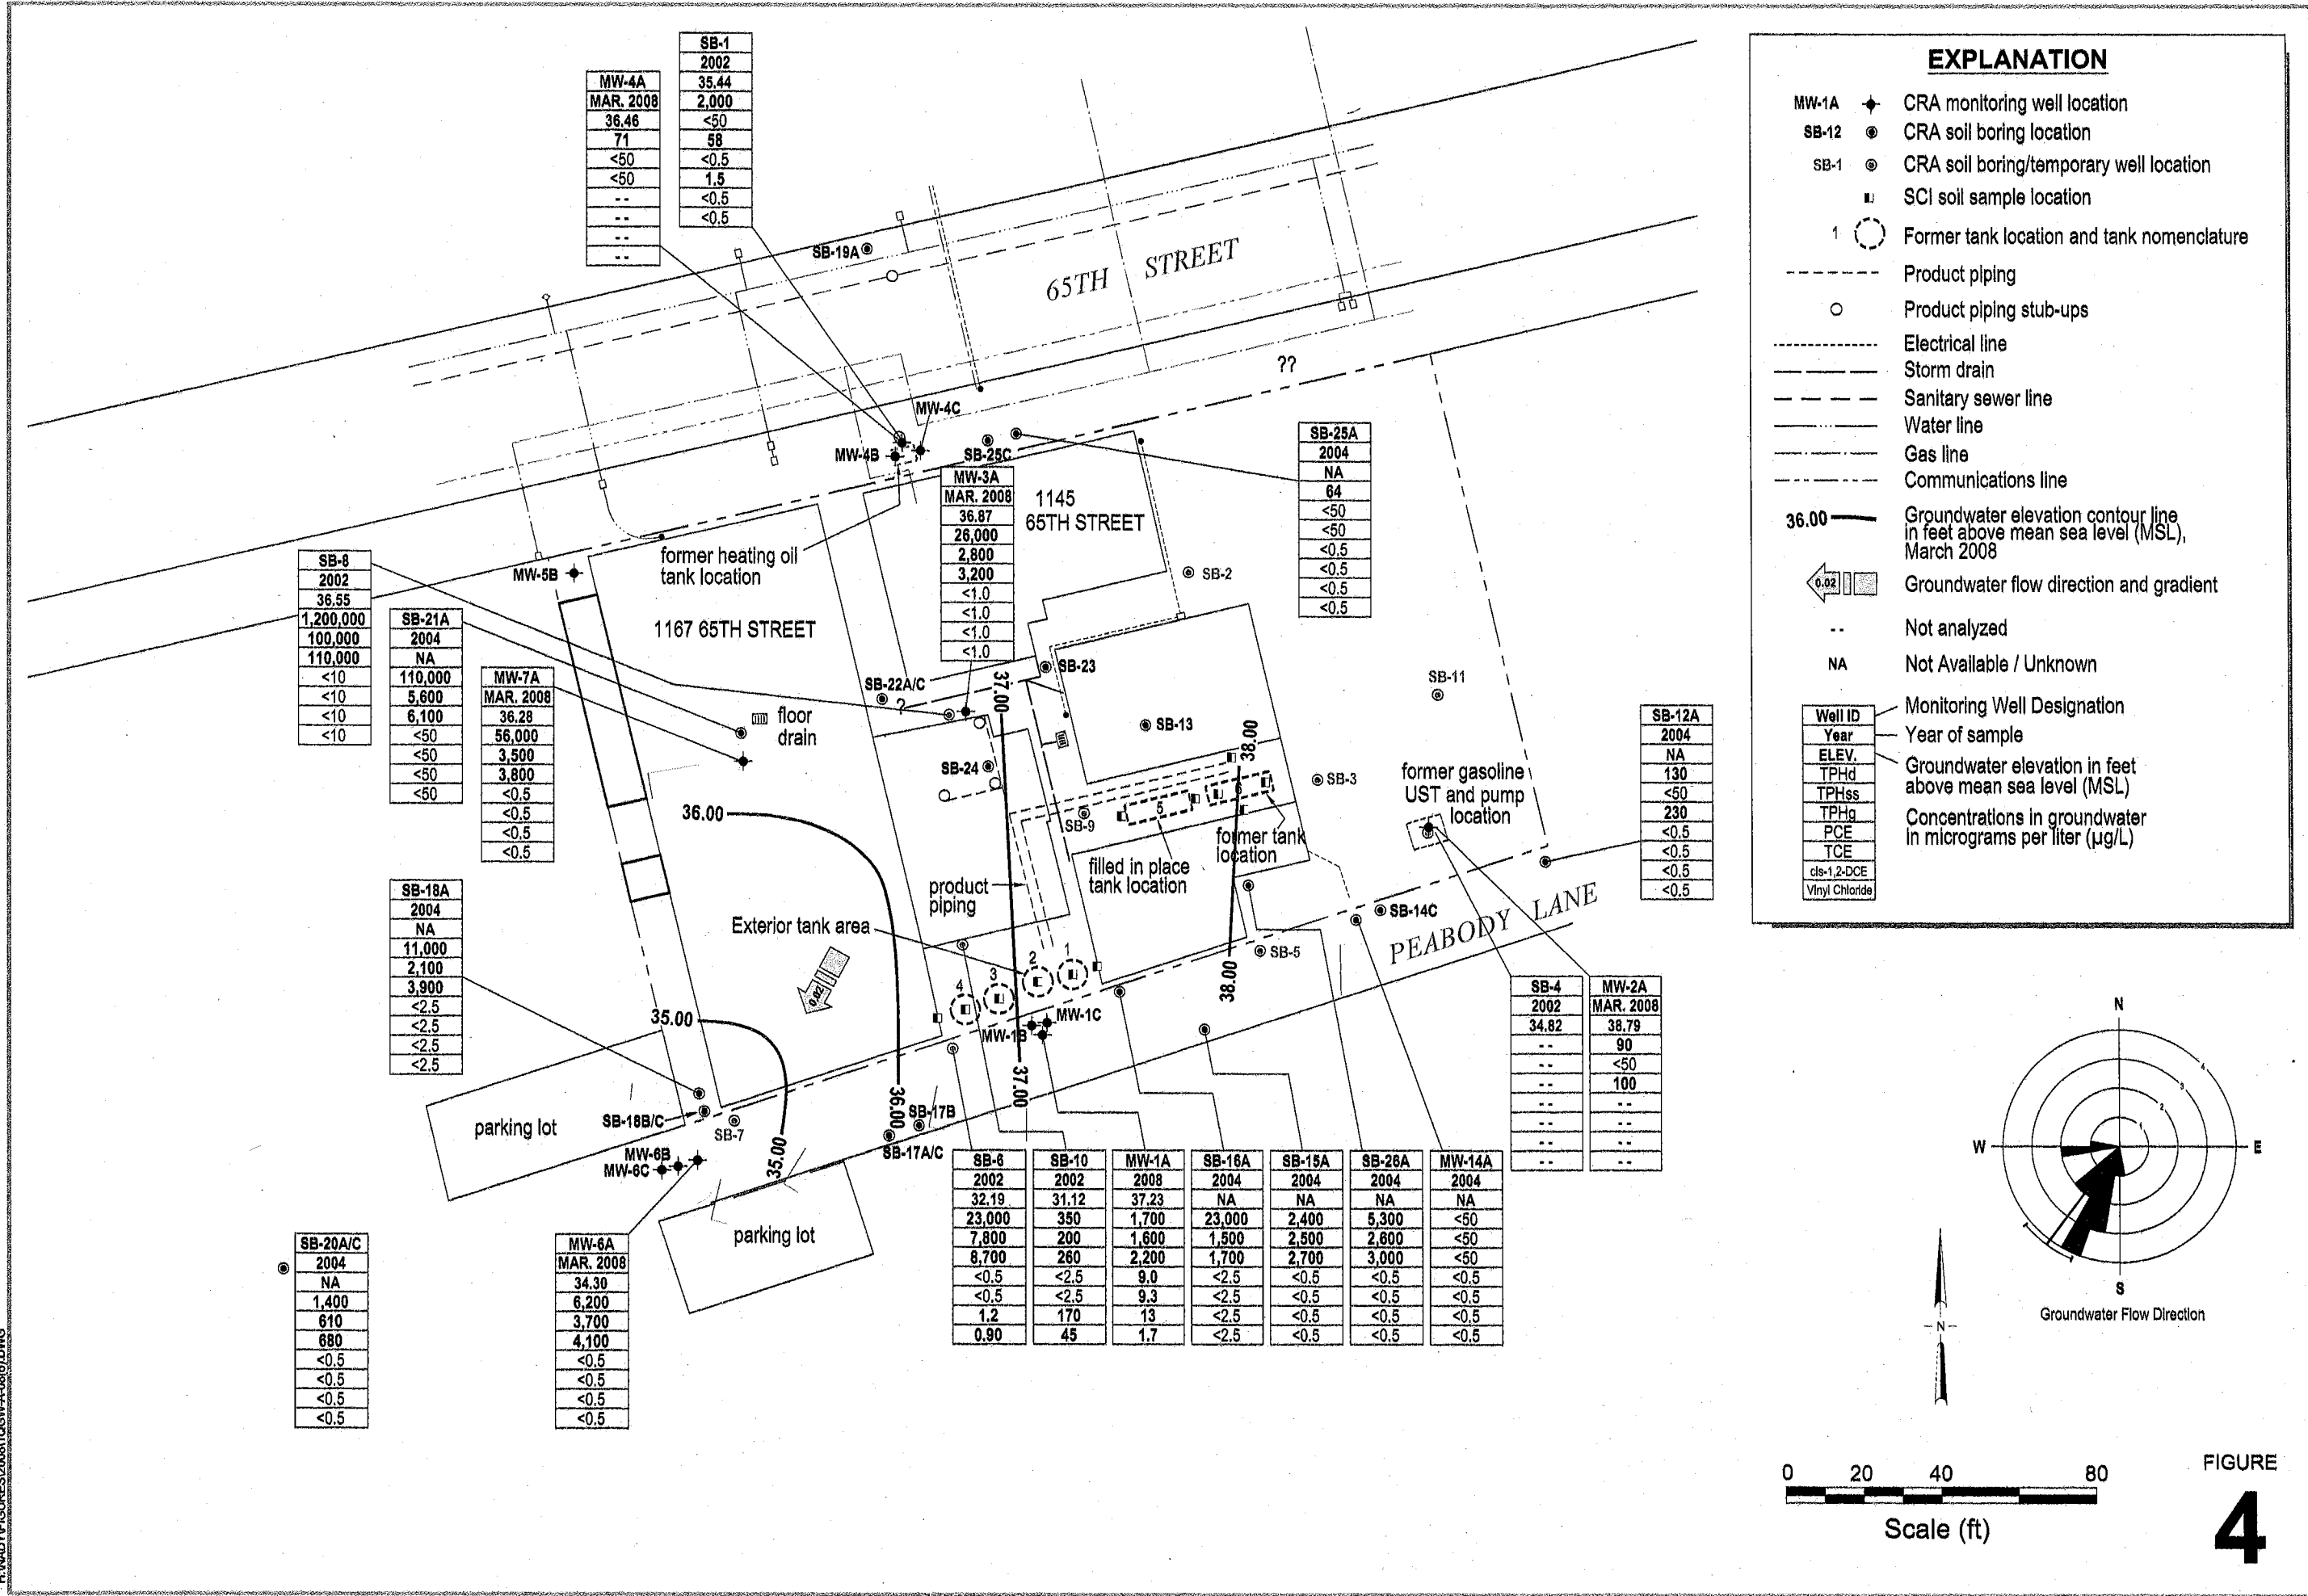 SB-1
2002
35.44
2,000
<50
58
<0.5
1.5
<0.5
<0.5
MW-4A
MAR. 2008
36.46
71
<50
<50
--
--
--
--
SB-19A
65TH STREET
??
MW-4C
MW-4B
SB-25C
SB-25A
2004
NA
64
<50
<50
<0.5
<0.5
<0.5
<0.5
MW-3A
MAR. 2008
36.87
26,000
2,800
3,200
<1.0
<1.0
<1.0
<1.0
1145
65TH STREET
former heating oil
tank location
MW-5B
SB-2
1167 65TH STREET
SB-8
2002
36.55
1,200,000
100,000
110,000
<10
<10
<10
<10
SB-21A
2004
NA
110,000
5,600
6,100
<50
<50
<50
<50
MW-7A
MAR. 2008
36.28
56,000
3,500
3,800
<0.5
<0.5
<0.5
<0.5
SB-22A/C
?
SB-23
37.00
floor
drain
SB-13
SB-11
38.00
SB-24
SB-3
former gasoline
UST and pump
location
5
6
SB-9
36.00
former tank
location
filled in place
tank location
product
piping
SB-12A
2004
NA
130
<50
230
<0.5
<0.5
<0.5
<0.5
SB-18A
2004
NA
11,000
2,100
3,900
<2.5
<2.5
<2.5
<2.5
Exterior tank area
0.02
SB-14C
PEABODY LANE
SB-5
1
2
3
4
38.00
35.00
MW-1C
MW-1B
37.00
36.00
SB-17B
SB-17A/C
SB-18B/C
SB-7
35.00
parking lot
MW-6B
MW-6C
parking lot
SB-4
2002
34.82
--
--
--
--
--
--
--
MW-2A
MAR. 2008
38.79
90
<50
100
--
--
--
--
SB-6
2002
32.19
23,000
7,800
8,700
<0.5
<0.5
1.2
0.90
SB-10
2002
31.12
350
200
260
<2.5
<2.5
170
45
MW-1A
2008
37.23
1,700
1,600
2,200
9.0
9.3
13
1.7
SB-16A
2004
NA
23,000
1,500
1,700
<2.5
<2.5
<2.5
<2.5
SB-15A
2004
NA
2,400
2,500
2,700
<0.5
<0.5
<0.5
<0.5
SB-26A
2004
NA
5,300
2,600
3,000
<0.5
<0.5
<0.5
<0.5
MW-14A
2004
NA
<50
<50
<50
<0.5
<0.5
<0.5
<0.5
SB-20A/C
2004
NA
1,400
610
680
<0.5
<0.5
<0.5
<0.5
MW-6A
MAR. 2008
34.30
6,200
3,700
4,100
<0.5
<0.5
<0.5
<0.5
EXPLANATION
MW-1A CRA monitoring well location
SB-12 CRA soil boring location
SB-1 CRA soil boring/temporary well location
SCI soil sample location
1 Former tank location and tank nomenclature
Product piping
Product piping stub-ups
Electrical line
Storm drain
Sanitary sewer line
Water line
Gas line
Communications line
36.00 Groundwater elevation contour line
in feet above mean sea level (MSL),
March 2008
0.02 Groundwater flow direction and gradient
-- Not analyzed
NA Not Available / Unknown
Well ID
Year
ELEV.
TPHd
TPHss
TPHg
PCE
TCE
cis-1,2-DCE
Vinyl Chloride
Monitoring Well Designation
Year of sample
Groundwater elevation in feet
above mean sea level (MSL)
Concentrations in groundwater
in micrograms per liter (µg/L)
N
W
E
S
1
2
3
4
Groundwater Flow Direction
-N-
0 20 40 80
Scale (ft)
FIGURE
4